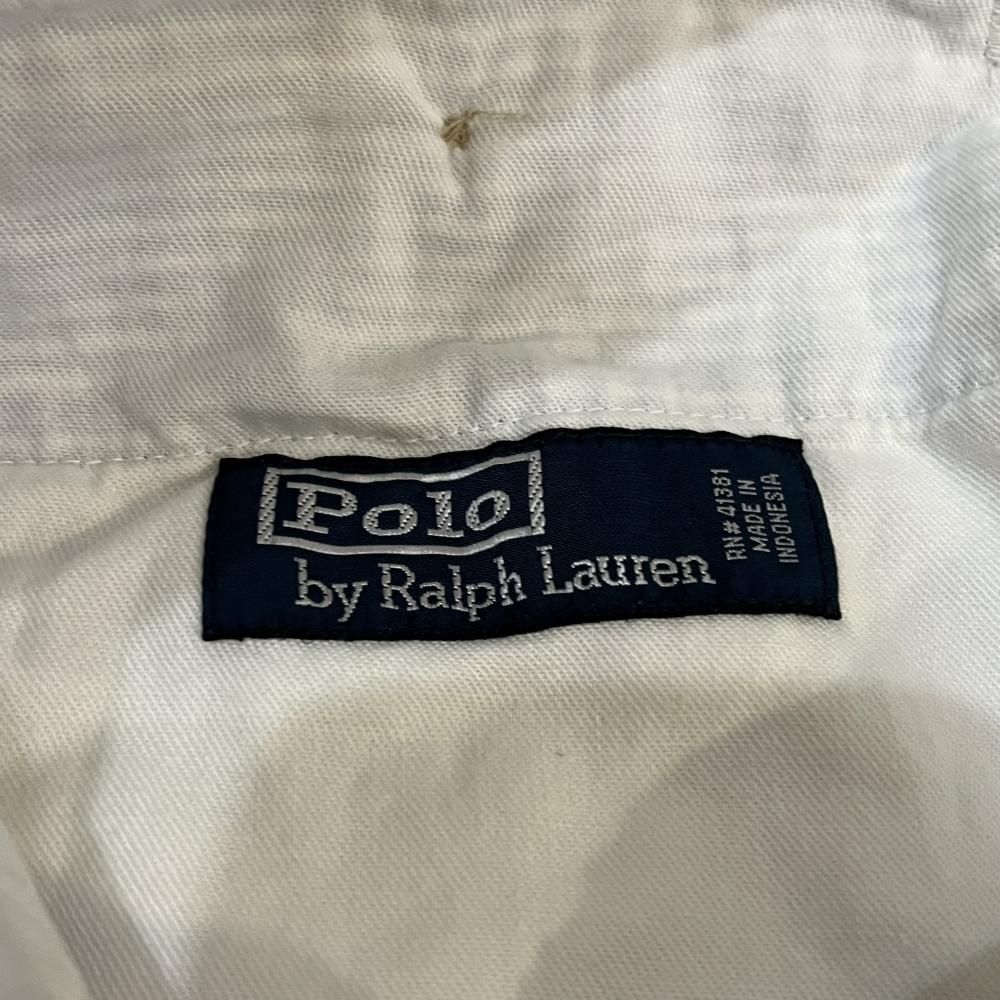 Polo
by Ralph Lauren
RN# 41381
MADE IN
INDONESIA